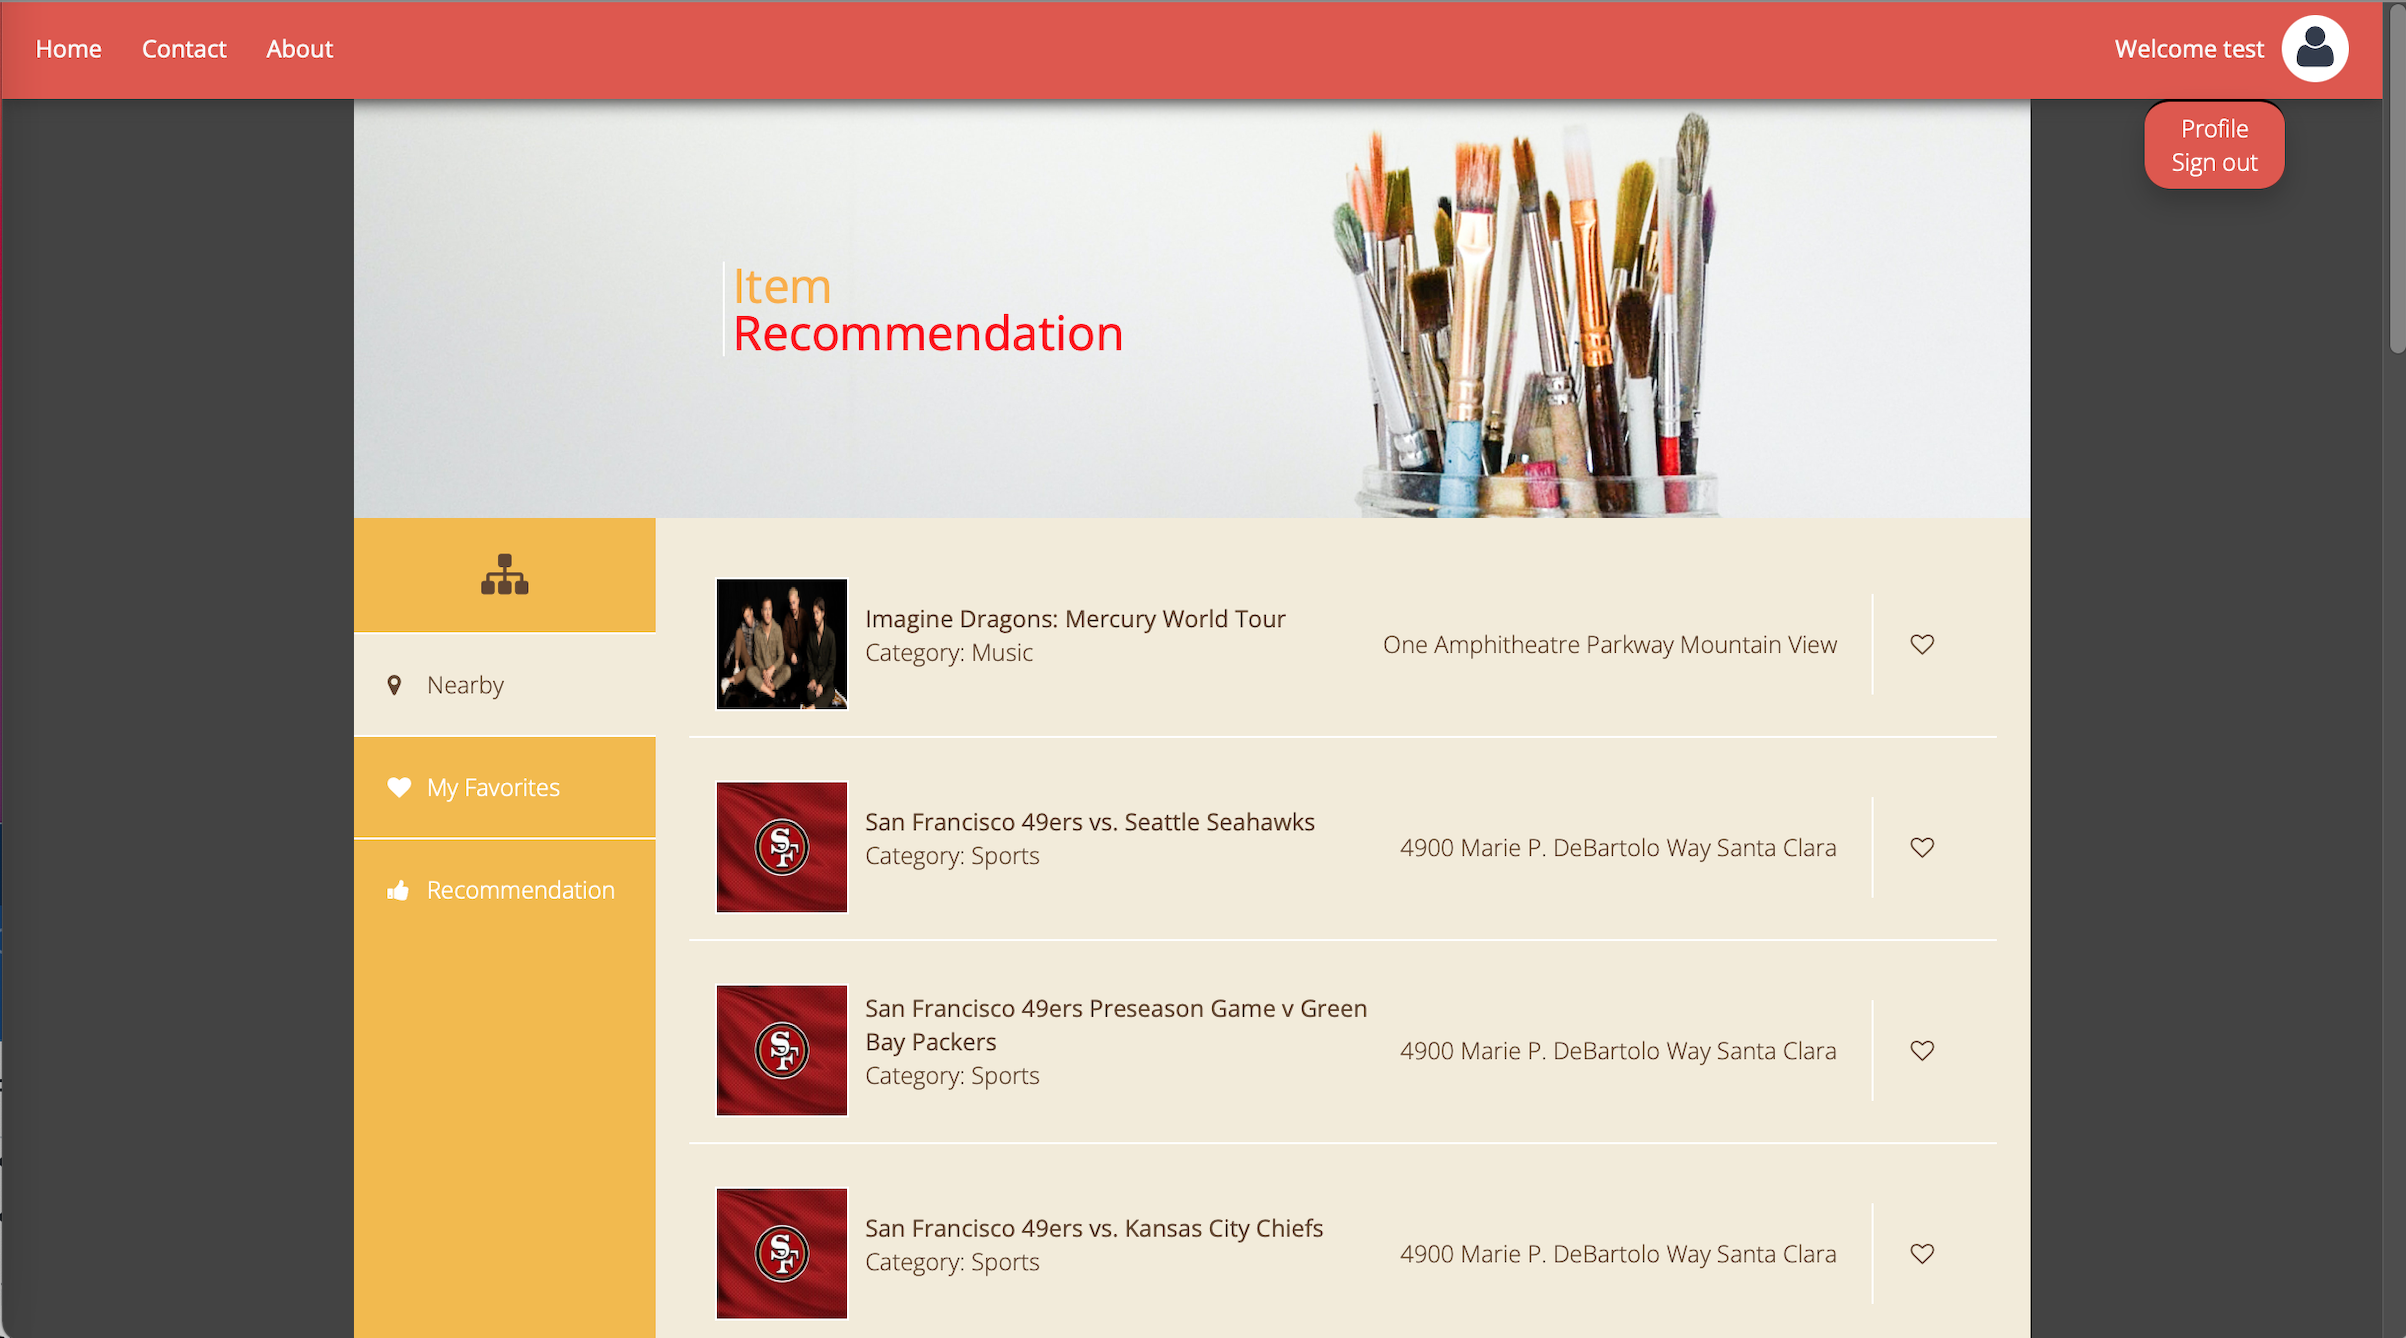 Home Contact About Welcome test
Profile
Sign out
Item
Recommendation
Nearby
My Favorites
Recommendation
Imagine Dragons: Mercury World Tour
Category: Music
One Amphitheatre Parkway Mountain View
SF
San Francisco 49ers vs. Seattle Seahawks
Category: Sports
4900 Marie P. DeBartolo Way Santa Clara
SF
San Francisco 49ers Preseason Game v Green
Bay Packers
Category: Sports
4900 Marie P. DeBartolo Way Santa Clara
SF
San Francisco 49ers vs. Kansas City Chiefs
Category: Sports
4900 Marie P. DeBartolo Way Santa Clara